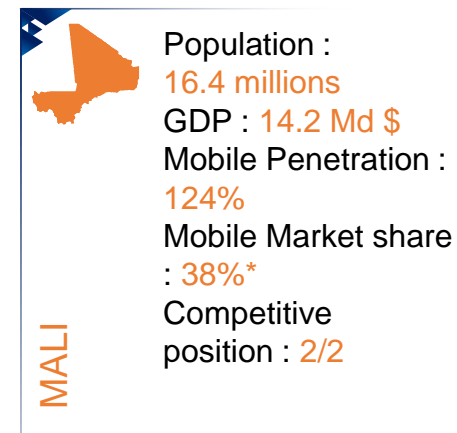 Population :
16.4 millions
GDP : 14.2 Md $
Mobile Penetration :
124%
Mobile Market share
: 38%*
Competitive
position : 2/2
MALI